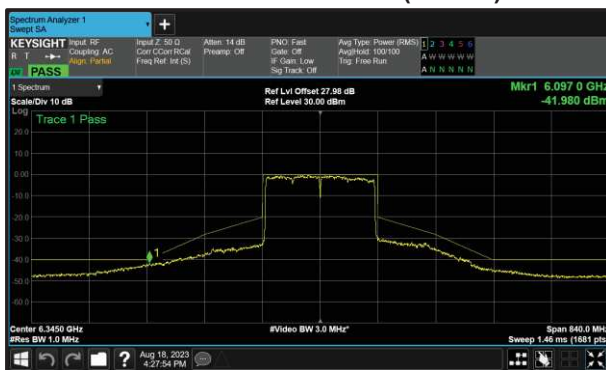 Spectrum Analyzer 1
Swept SA
KEYSIGHT Input: RF Input Z: 50 Ω Atten: 14 dB PNO: Fast Avg Type: Power (RMS) 1 2 3 4 5 6
R T Coupling: AC Corr CCorr RCal Preamp: Off Gate: Off Avg|Hold: 100/100 A W W W W W
Align: Partial Freq Ref: Int (S) IF Gain: Low Trig: Free Run
PASS Sig Track: Off A N N N N N
1 Spectrum Ref Lvl Offset 27.98 dB Mkr1 6.097 0 GHz
Scale/Div 10 dB Ref Level 30.00 dBm -41.980 dBm
Log Trace 1 Pass
20.0
10.0
0.00
-10.0
-20.0
-30.0
-40.0
-50.0
-60.0
1
Center 6.3450 GHz #Video BW 3.0 MHz* Span 840.0 MHz
#Res BW 1.0 MHz Sweep 1.46 ms (1681 pts)
? Aug 18, 2023
4:27:54 PM